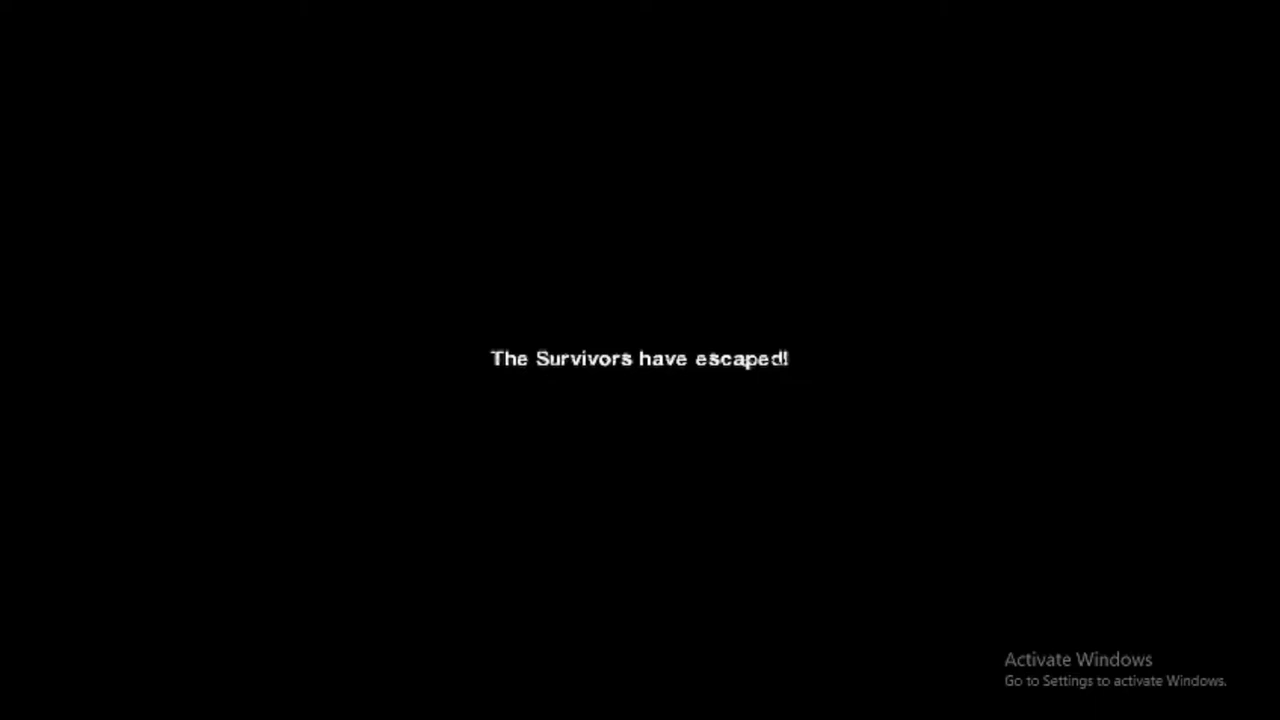 The Survivors have escaped!
Activate Windows
Go to Settings to activate Windows.